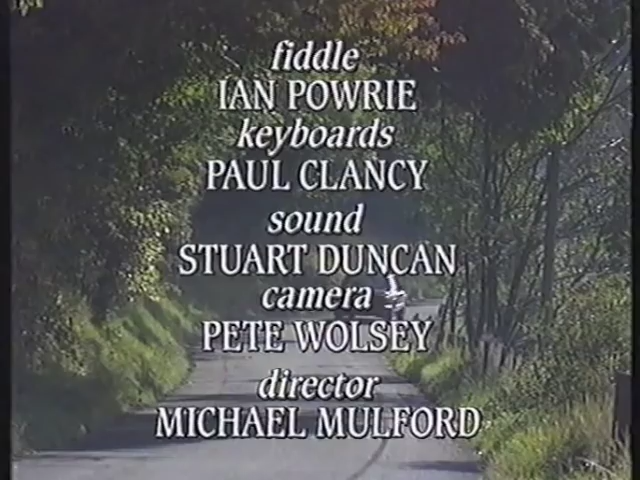 fiddle
IAN POWRIE
keyboards
PAUL CLANCY
sound
STUART DUNCAN
camera
PETE WOLSEY
director
MICHAEL MULFORD